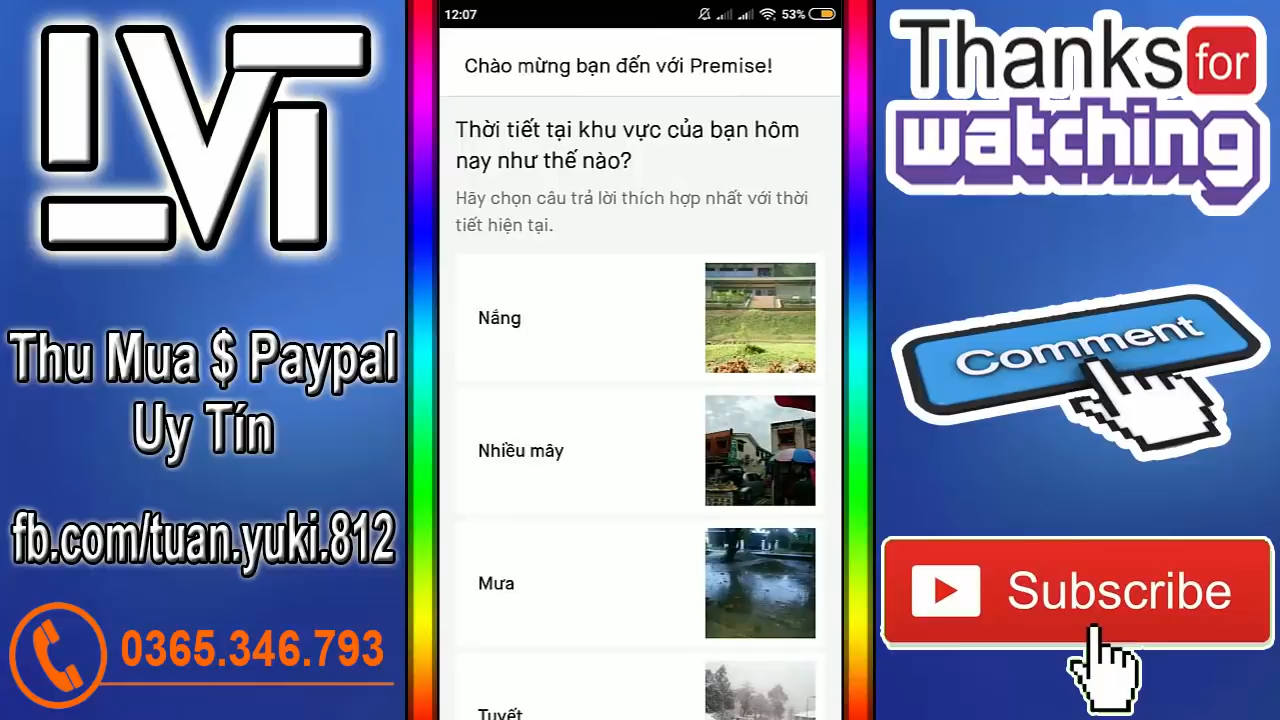 LVT
Thu Mua $ Paypal
Uy Tín
fb.com/tuan.yuki.812
0365.346.793
12:07
53%
Chào mừng bạn đến với Premise!
Thời tiết tại khu vực của bạn hôm
nay như thế nào?
Hãy chọn câu trả lời thích hợp nhất với thời
tiết hiện tại.
Nắng
Nhiều mây
Mưa
Tuyết
Thanks for
watching
Comment
Subscribe